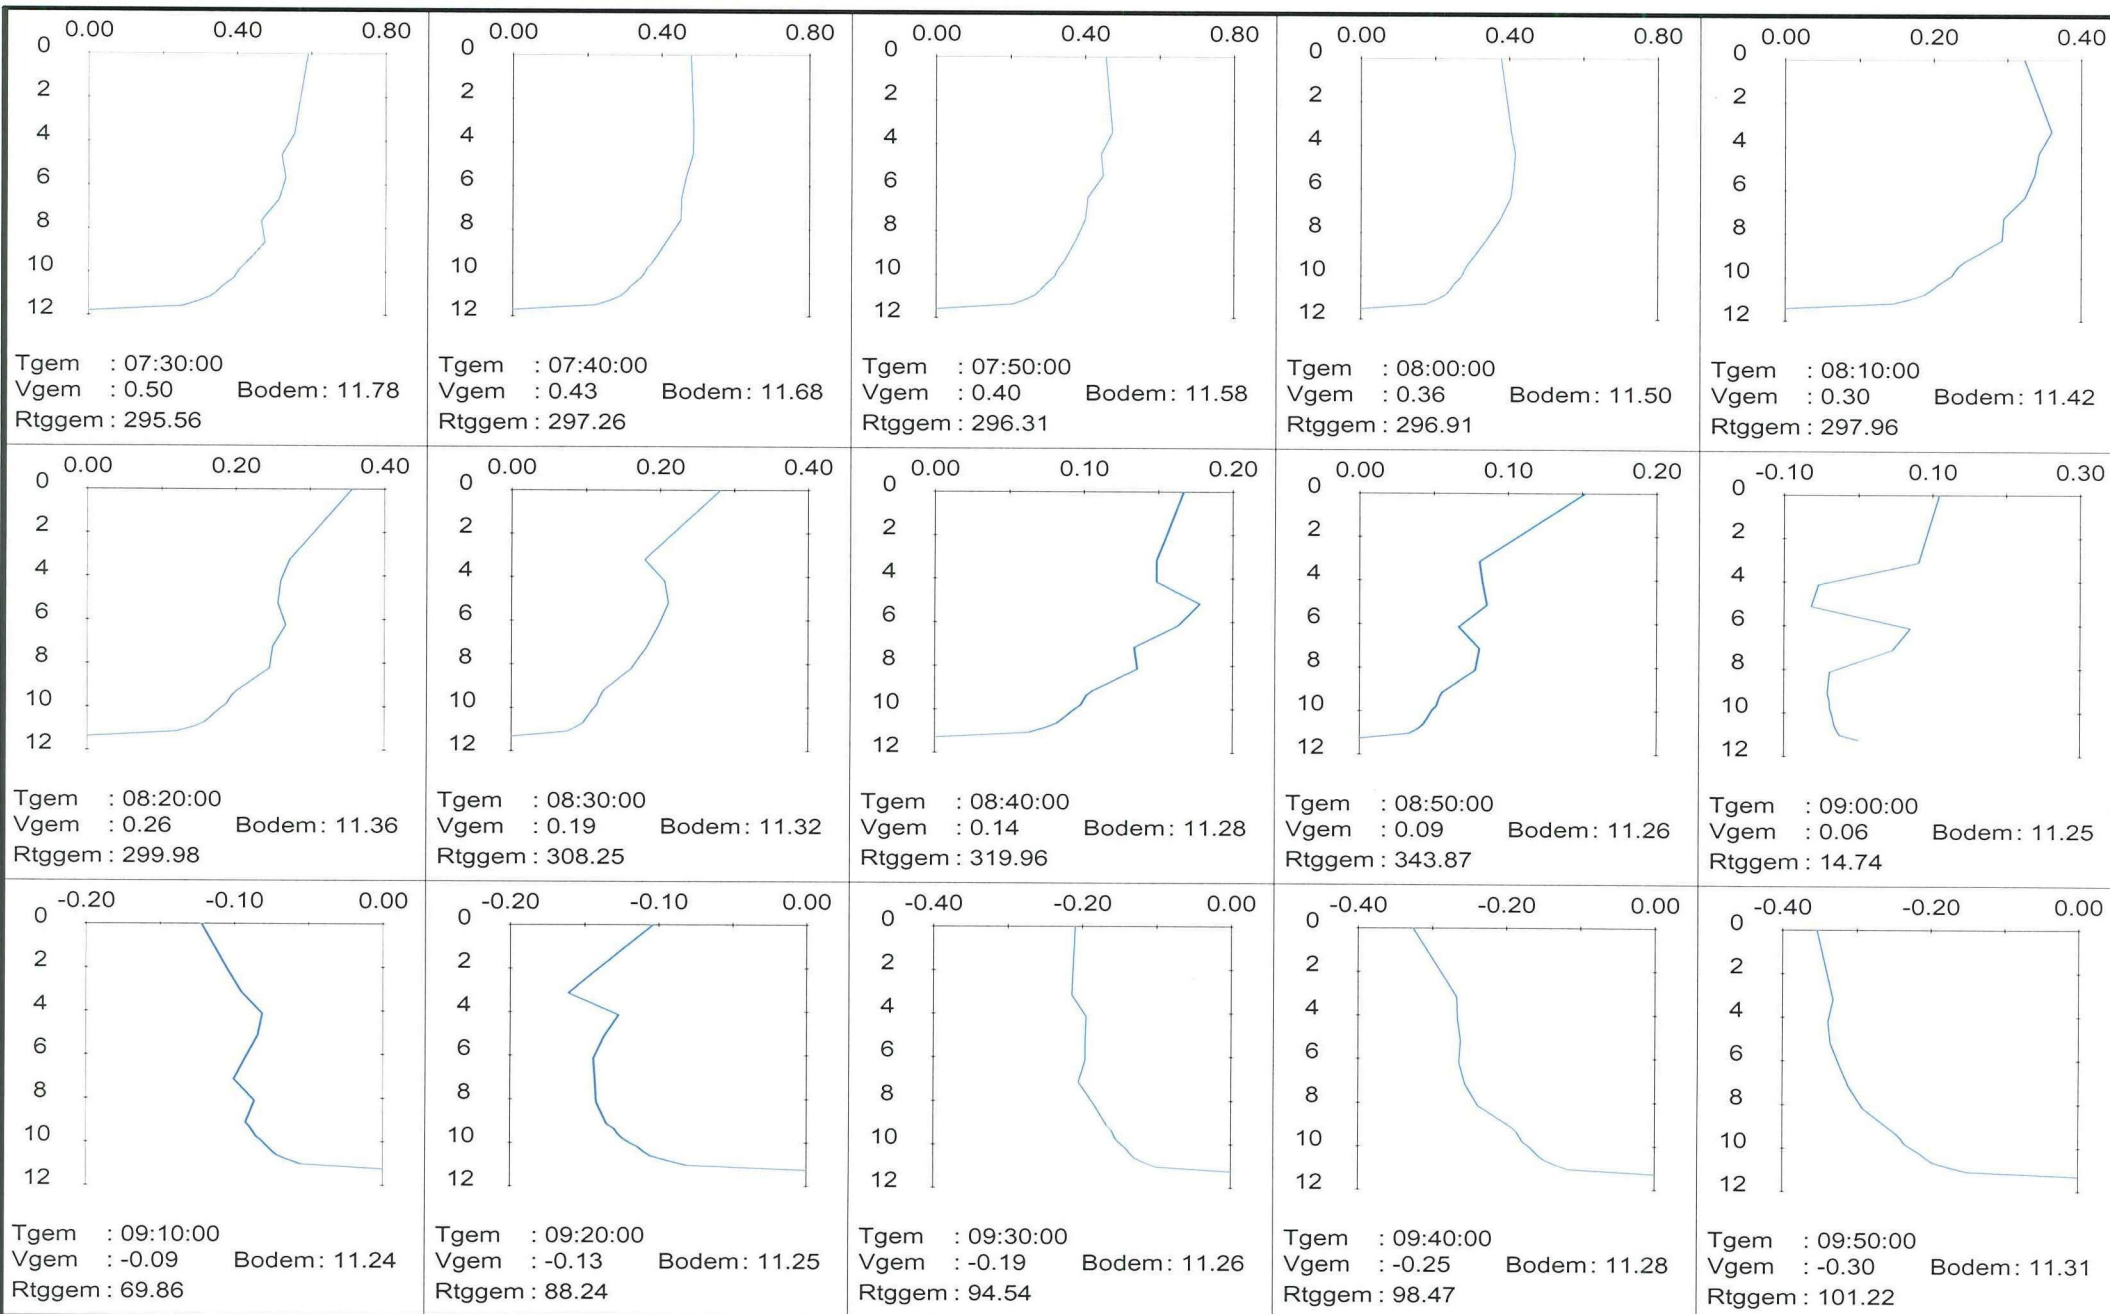 0.00 0.40 0.80
0
2
4
6
8
10
12
Tgem : 07:30:00
Vgem : 0.50 Bodem: 11.78
Rtggem : 295.56
0.00 0.40 0.80
0
2
4
6
8
10
12
Tgem : 07:40:00
Vgem : 0.43 Bodem: 11.68
Rtggem : 297.26
0.00 0.40 0.80
0
2
4
6
8
10
12
Tgem : 07:50:00
Vgem : 0.40 Bodem: 11.58
Rtggem : 296.31
0.00 0.40 0.80
0
2
4
6
8
10
12
Tgem : 08:00:00
Vgem : 0.36 Bodem: 11.50
Rtggem : 296.91
0.00 0.20 0.40
0
2
4
6
8
10
12
Tgem : 08:10:00
Vgem : 0.30 Bodem: 11.42
Rtggem : 297.96
0.00 0.20 0.40
0
2
4
6
8
10
12
Tgem : 08:20:00
Vgem : 0.26 Bodem: 11.36
Rtggem : 299.98
0.00 0.20 0.40
0
2
4
6
8
10
12
Tgem : 08:30:00
Vgem : 0.19 Bodem: 11.32
Rtggem : 308.25
0.00 0.10 0.20
0
2
4
6
8
10
12
Tgem : 08:40:00
Vgem : 0.14 Bodem: 11.28
Rtggem : 319.96
0.00 0.10 0.20
0
2
4
6
8
10
12
Tgem : 08:50:00
Vgem : 0.09 Bodem: 11.26
Rtggem : 343.87
-0.10 0.10 0.30
0
2
4
6
8
10
12
Tgem : 09:00:00
Vgem : 0.06 Bodem: 11.25
Rtggem : 14.74
-0.20 -0.10 0.00
0
2
4
6
8
10
12
Tgem : 09:10:00
Vgem : -0.09 Bodem: 11.24
Rtggem : 69.86
-0.20 -0.10 0.00
0
2
4
6
8
10
12
Tgem : 09:20:00
Vgem : -0.13 Bodem: 11.25
Rtggem : 88.24
-0.40 -0.20 0.00
0
2
4
6
8
10
12
Tgem : 09:30:00
Vgem : -0.19 Bodem: 11.26
Rtggem : 94.54
-0.40 -0.20 0.00
0
2
4
6
8
10
12
Tgem : 09:40:00
Vgem : -0.25 Bodem: 11.28
Rtggem : 98.47
-0.40 -0.20 0.00
0
2
4
6
8
10
12
Tgem : 09:50:00
Vgem : -0.30 Bodem: 11.31
Rtggem : 101.22